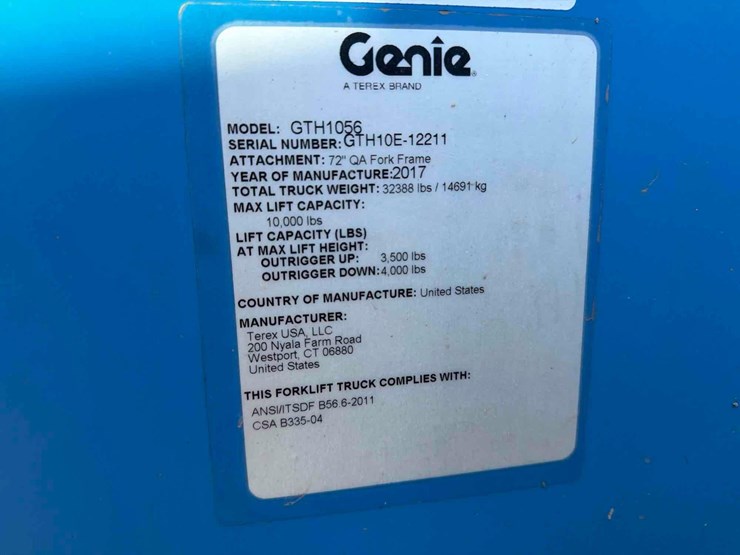 Genie
A TEREX BRAND
MODEL: GTH1056
SERIAL NUMBER: GTH10E-12211
ATTACHMENT: 72" QA Fork Frame
YEAR OF MANUFACTURE:2017
TOTAL TRUCK WEIGHT: 32388 lbs / 14691 kg
MAX LIFT CAPACITY:
10,000 lbs
LIFT CAPACITY (LBS)
AT MAX LIFT HEIGHT:
OUTRIGGER UP: 3,500 lbs
OUTRIGGER DOWN:4,000 lbs
COUNTRY OF MANUFACTURE: United States
MANUFACTURER:
Terex USA, LLC
200 Nyala Farm Road
Westport, CT 06880
United States
THIS FORKLIFT TRUCK COMPLIES WITH:
ANSI/ITSDF B56.6-2011
CSA B335-04